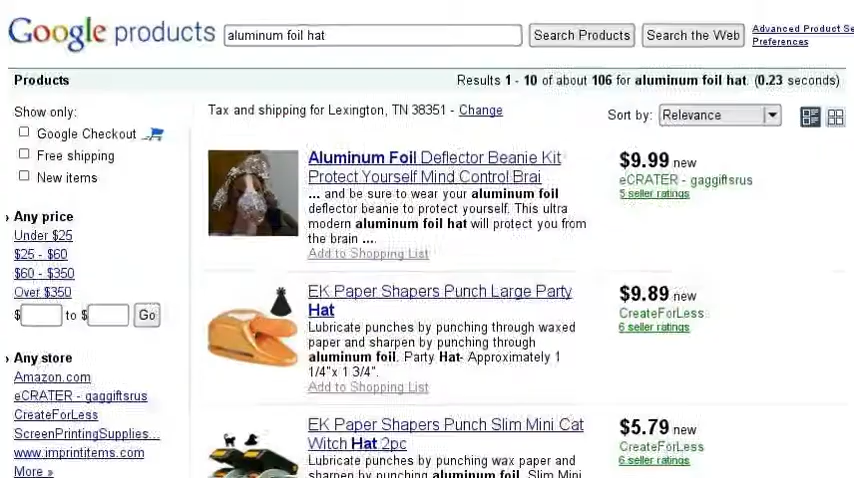 Google products
aluminum foil hat
Search Products
Search the Web
Advanced Product Se
Preferences
Products
Results 1 - 10 of about 106 for aluminum foil hat. (0.23 seconds)
Show only:
Google Checkout
Free shipping
New items
Any price
Under $25
$25 - $60
$60 - $350
Over $350
$ to $ Go
Any store
Amazon.com
eCRATER - gaggiftsrus
CreateForLess
ScreenPrintingSupplies...
www.imprintitems.com
More »
Tax and shipping for Lexington, TN 38351 - Change
Sort by: Relevance
Aluminum Foil Deflector Beanie Kit
Protect Yourself Mind Control Brai
... and be sure to wear your aluminum foil
deflector beanie to protect yourself. This ultra
modern aluminum foil hat will protect you from
the brain ....
Add to Shopping List
$9.99 new
eCRATER - gaggiftsrus
5 seller ratings
EK Paper Shapers Punch Large Party
Hat
Lubricate punches by punching through waxed
paper and sharpen by punching through
aluminum foil. Party Hat- Approximately 1
1/4"x 1 3/4".
Add to Shopping List
$9.89 new
CreateForLess
6 seller ratings
EK Paper Shapers Punch Slim Mini Cat
Witch Hat 2pc
Lubricate punches by punching wax paper and
sharpen by punching aluminum foil. Slim Mini
$5.79 new
CreateForLess
6 seller ratings